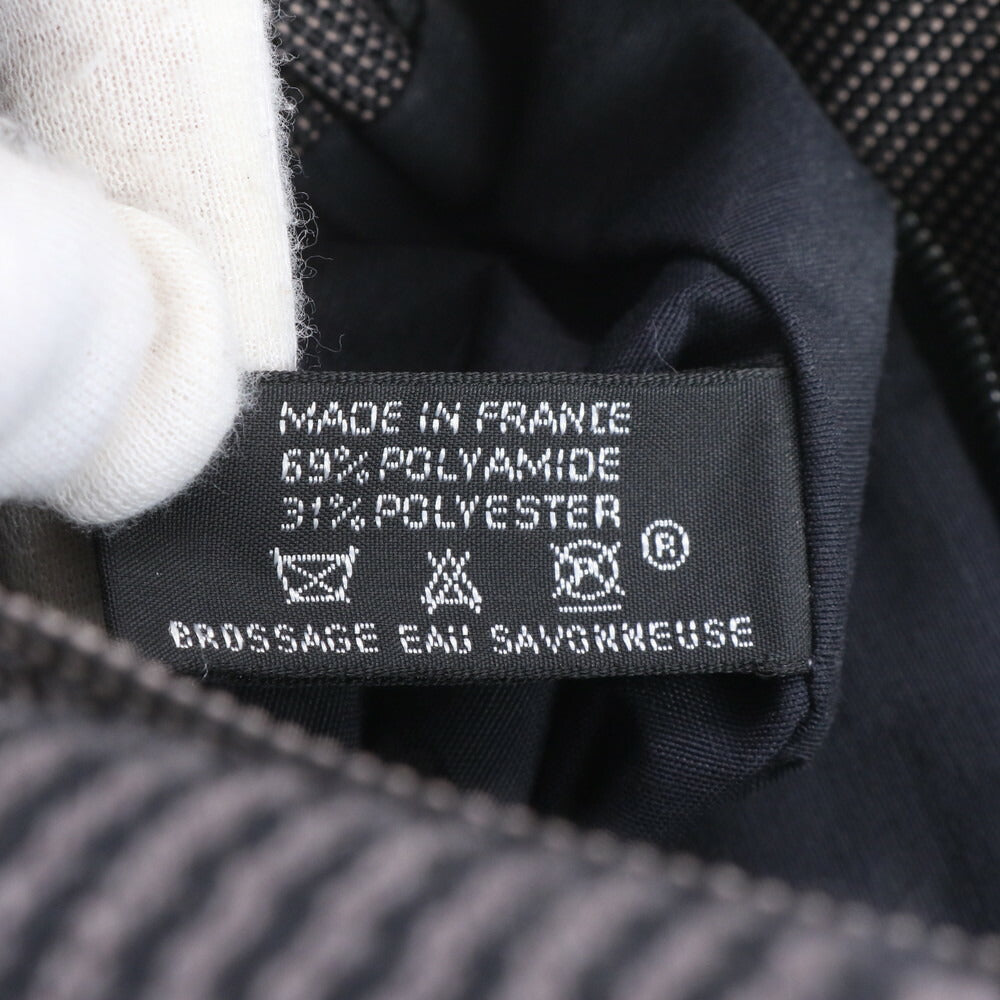 MADE IN FRANCE
69% POLYAMIDE
31% POLYESTER
®
BROSSAGE EAU SAVONNEUSE